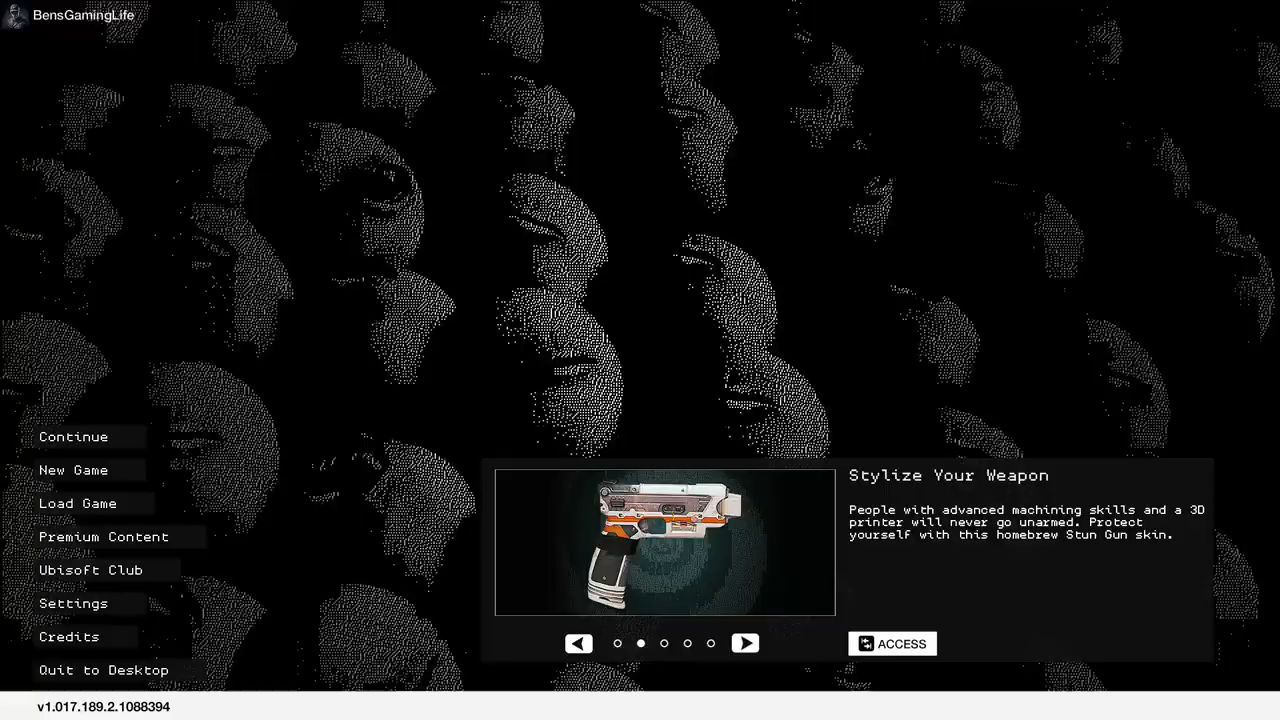 BensGamingLife
Continue
New Game
Load Game
Premium Content
Ubisoft Club
Settings
Credits
Quit to Desktop
Stylize Your Weapon
People with advanced machining skills and a 3D
printer will never go unarmed. Protect
yourself with this homebrew Stun Gun skin.
ACCESS
v1.017.189.2.1088394